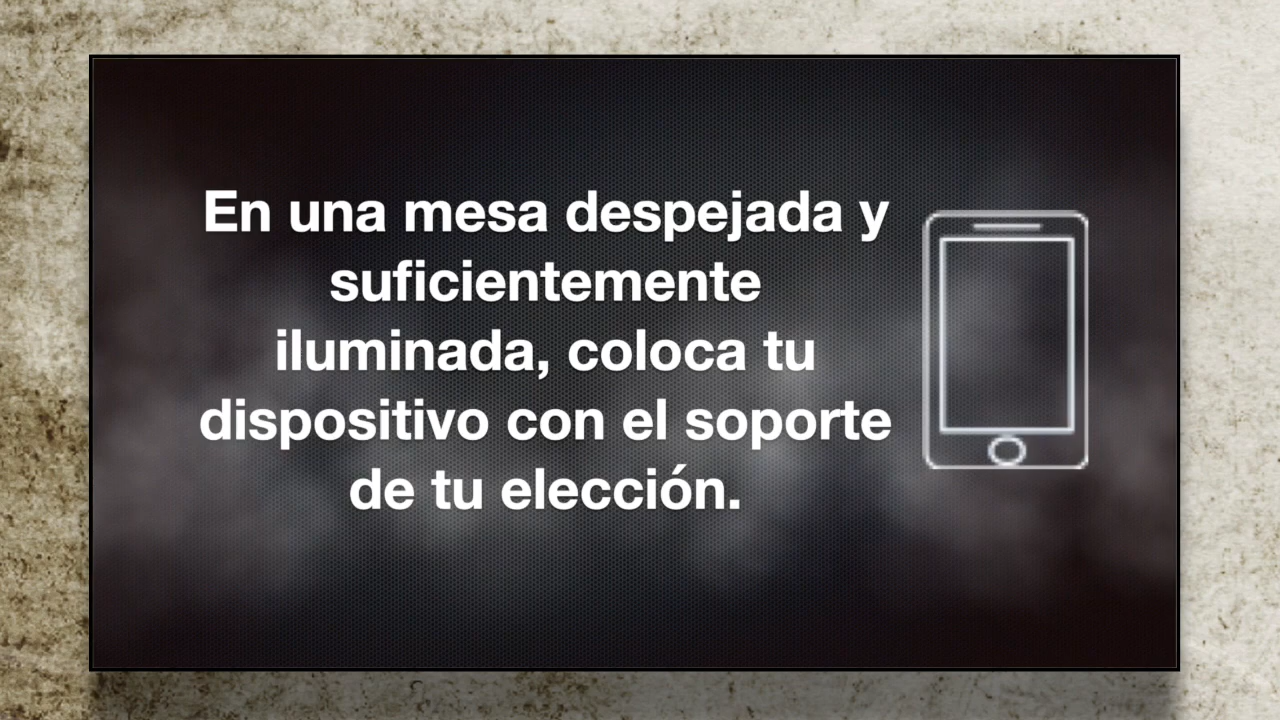 En una mesa despejada y
suficientemente
iluminada, coloca tu
dispositivo con el soporte
de tu elección.